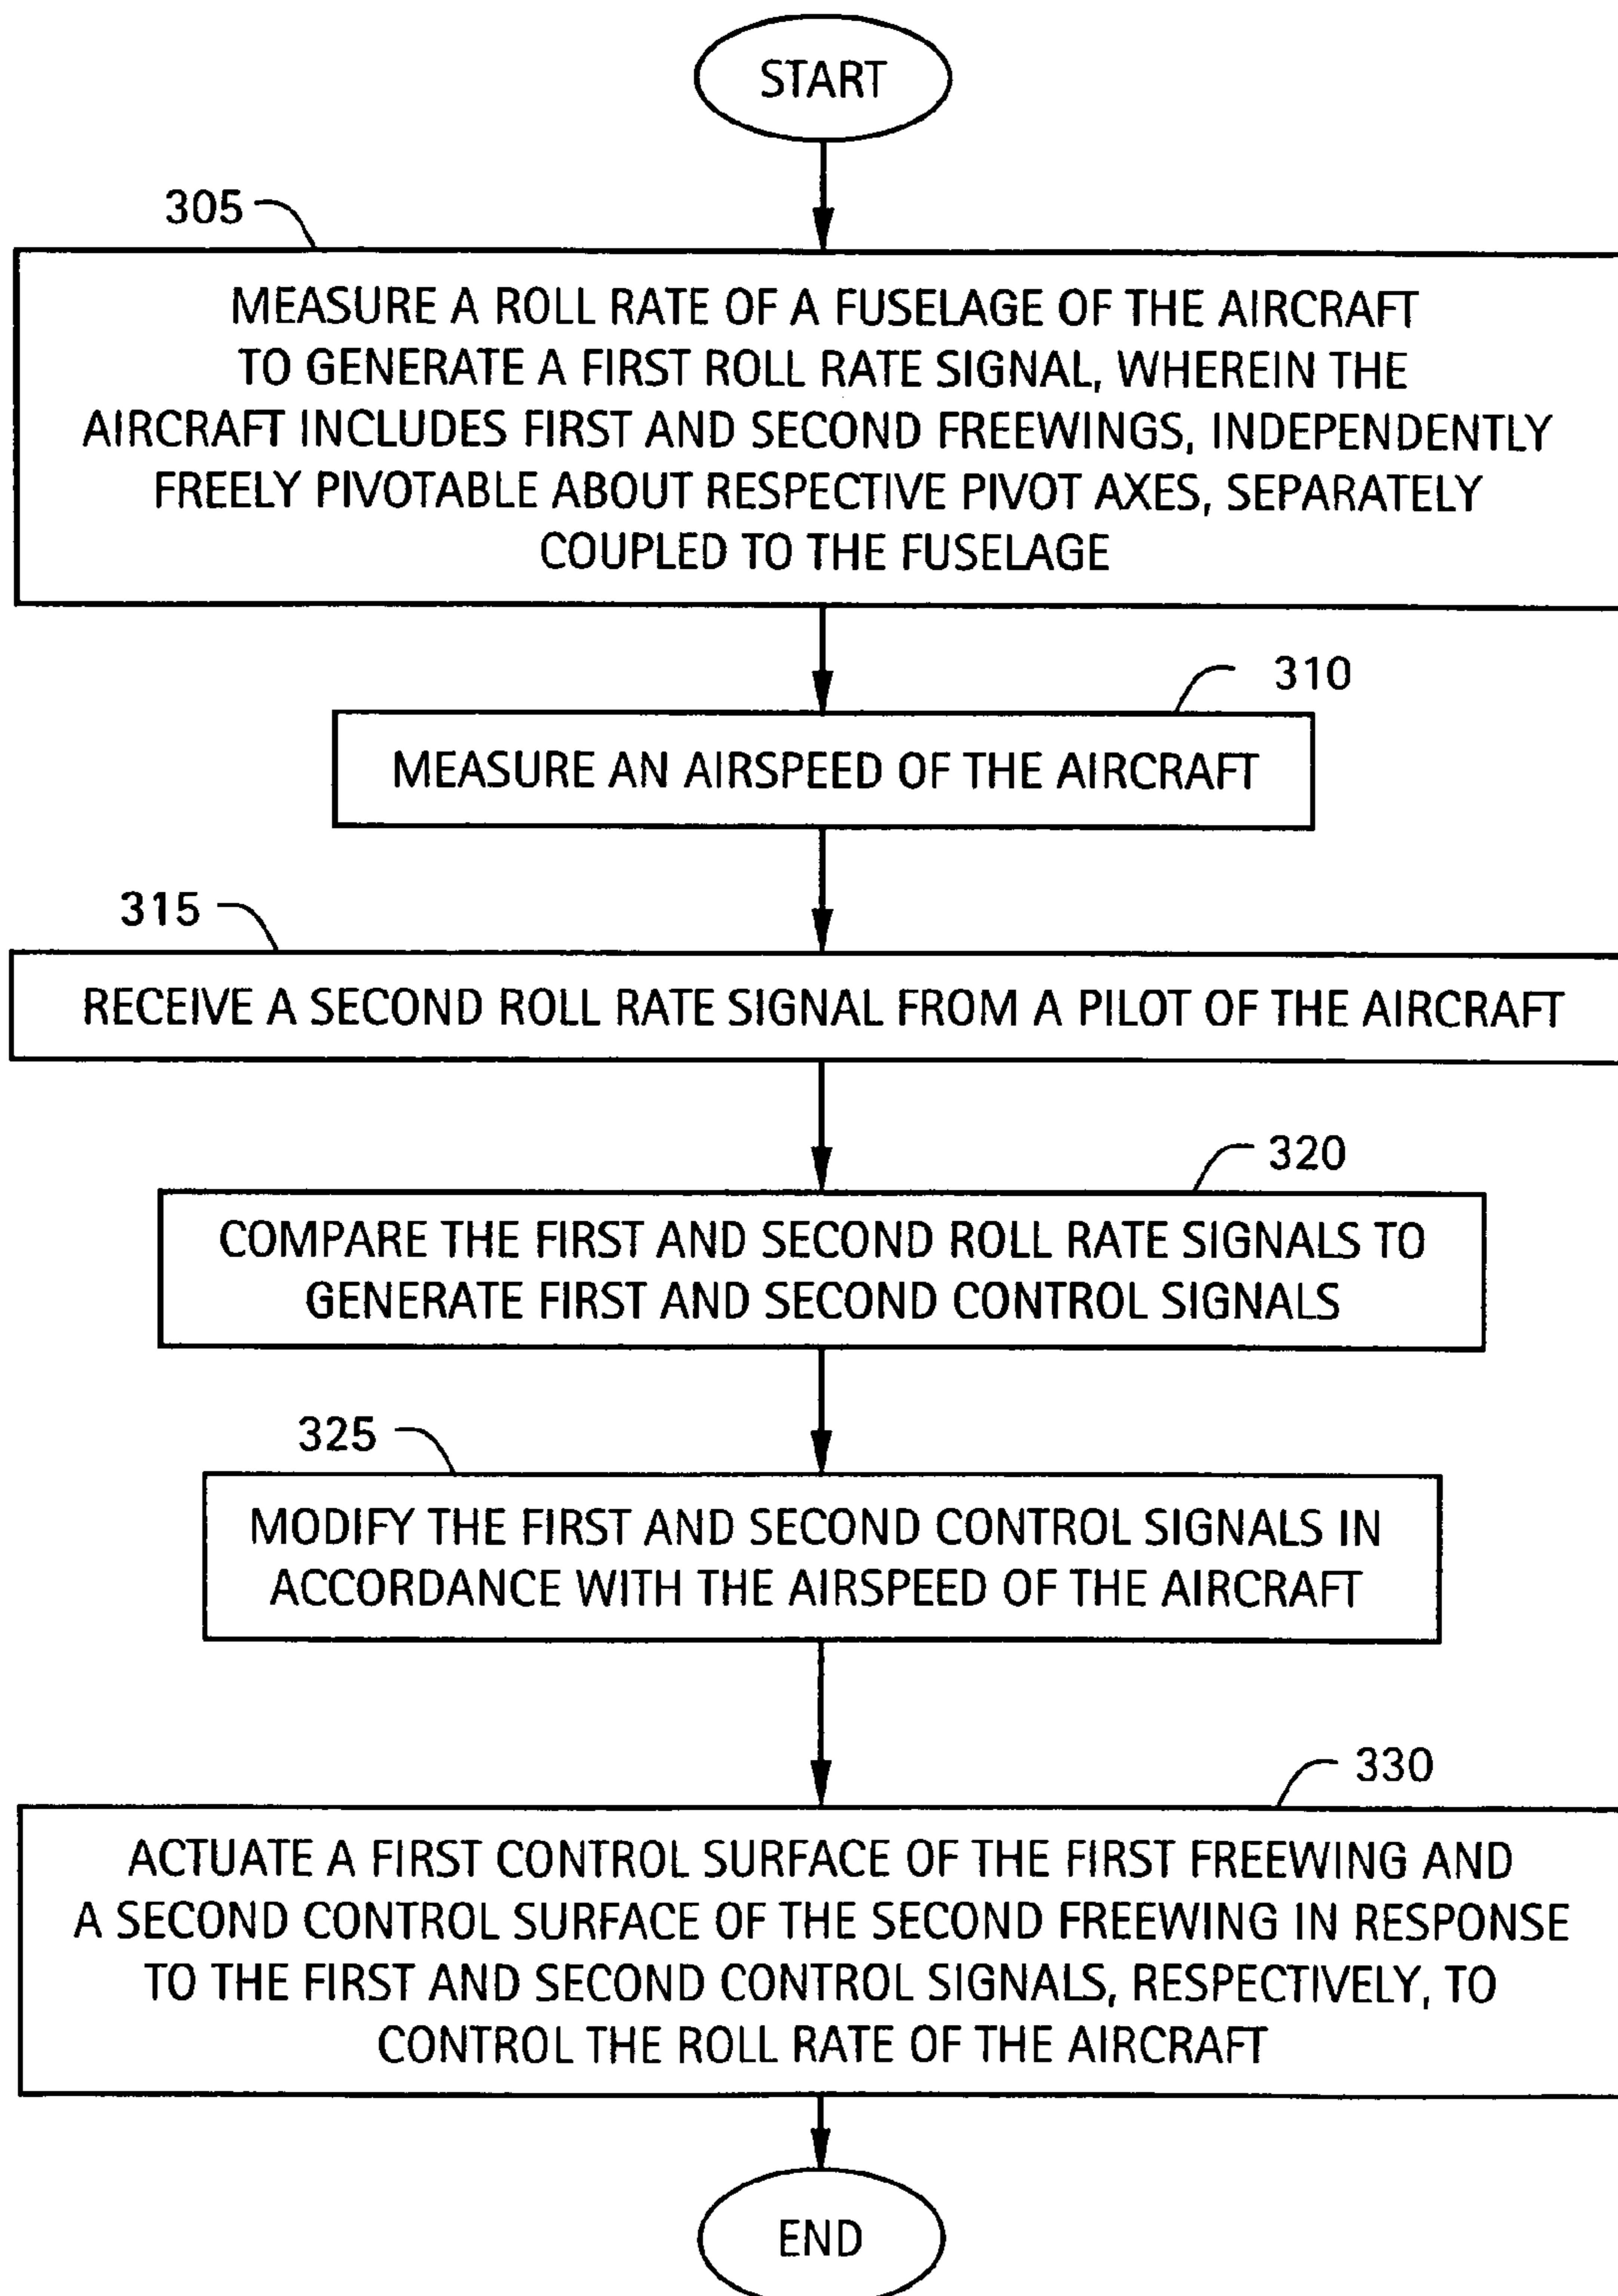 START
305
MEASURE A ROLL RATE OF A FUSELAGE OF THE AIRCRAFT
TO GENERATE A FIRST ROLL RATE SIGNAL, WHEREIN THE
AIRCRAFT INCLUDES FIRST AND SECOND FREEWINGS, INDEPENDENTLY
FREELY PIVOTABLE ABOUT RESPECTIVE PIVOT AXES, SEPARATELY
COUPLED TO THE FUSELAGE
310
MEASURE AN AIRSPEED OF THE AIRCRAFT
315
RECEIVE A SECOND ROLL RATE SIGNAL FROM A PILOT OF THE AIRCRAFT
320
COMPARE THE FIRST AND SECOND ROLL RATE SIGNALS TO
GENERATE FIRST AND SECOND CONTROL SIGNALS
325
MODIFY THE FIRST AND SECOND CONTROL SIGNALS IN
ACCORDANCE WITH THE AIRSPEED OF THE AIRCRAFT
330
ACTUATE A FIRST CONTROL SURFACE OF THE FIRST FREEWING AND
A SECOND CONTROL SURFACE OF THE SECOND FREEWING IN RESPONSE
TO THE FIRST AND SECOND CONTROL SIGNALS, RESPECTIVELY, TO
CONTROL THE ROLL RATE OF THE AIRCRAFT
END